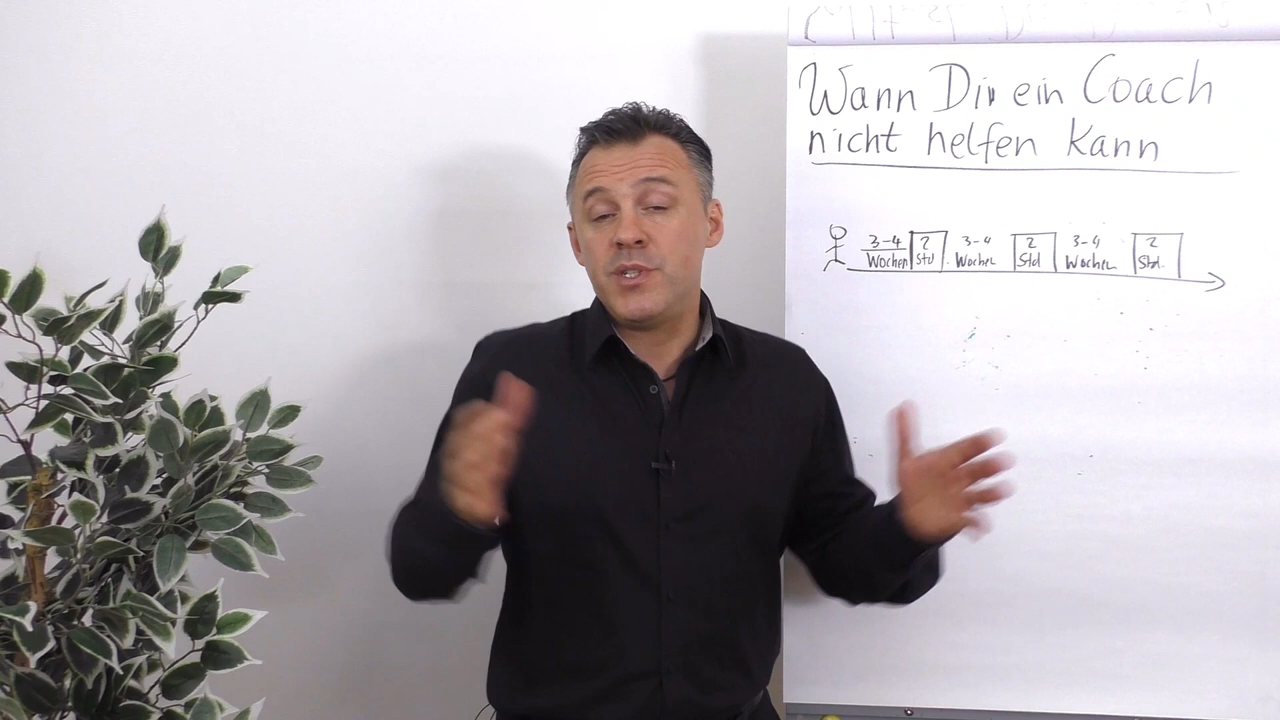 Wann Dir ein Coach
nicht helfen kann
3-4 2 3-4 2 3-4 2
Wochen Std Wochen Std Wochen Std.